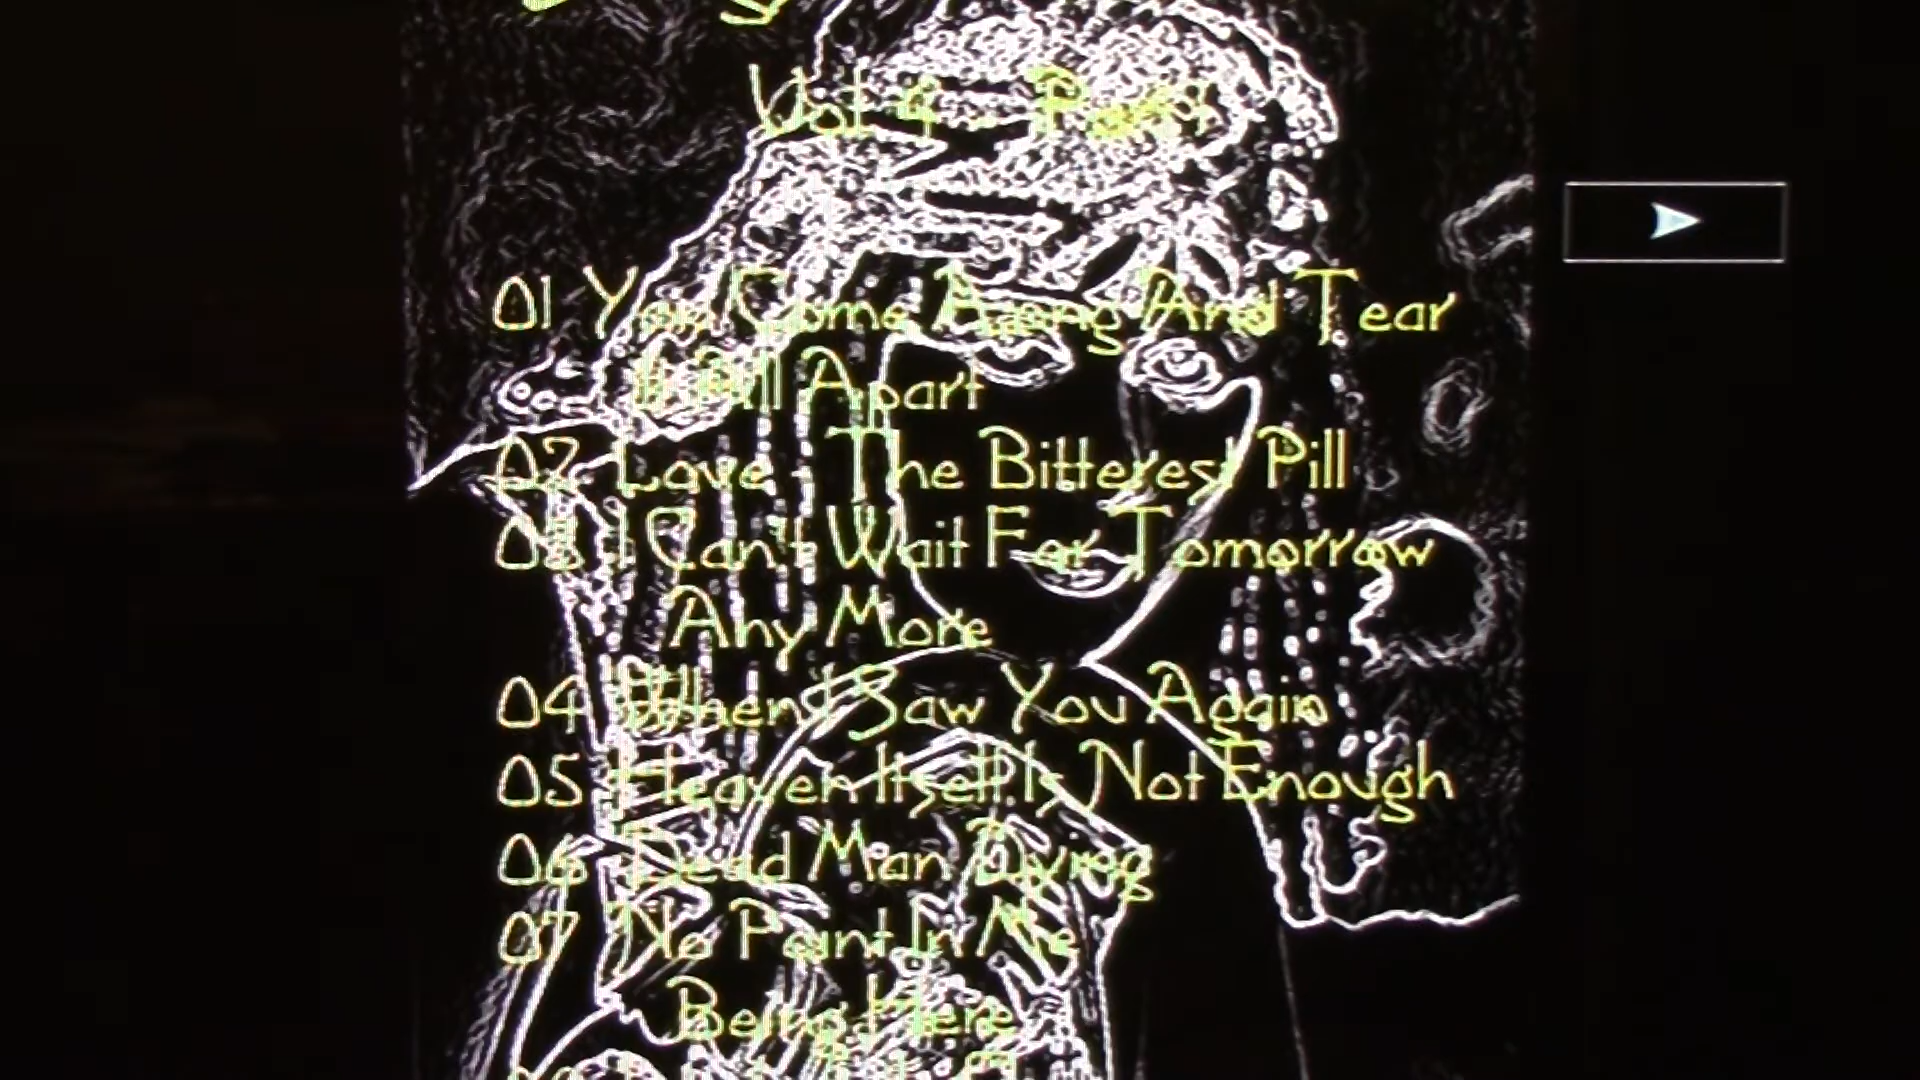 Vol 4
01 You Come Along And Tear
It All Apart
02 Love - The Bitterest Pill
03 I Can't Wait For Tomorrow
Any More
04 When I Saw You Again
05 Heaven Itself Is Not Enough
06 Dead Man Dying
07 No Point In Me
Being Here